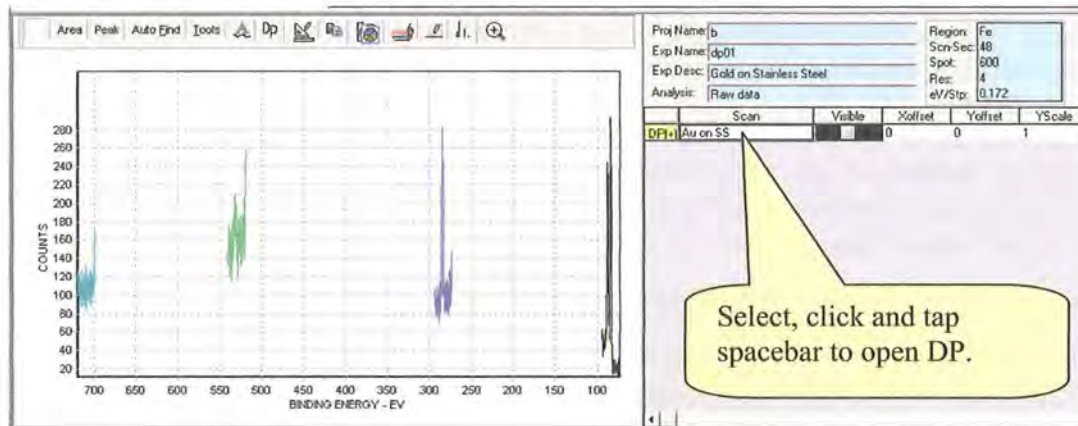 Area Peak Auto Find Tools Dp
Proj Name: b
Exp Name: dp01
Exp Desc: Gold on Stainless Steel
Analysis: Raw data
Region: Fe
Scn-Sec: 48
Spot: 600
Res: 4
eV/Stp: 0.172
Scan Visible Xoffset Yoffset YScale
DP[+] Au on SS 0 0 1
COUNTS
280
260
240
220
200
180
160
140
120
100
80
60
40
20
700 650 600 550 500 450 400 350 300 250 200 150 100
BINDING ENERGY - EV
Select, click and tap
spacebar to open DP.